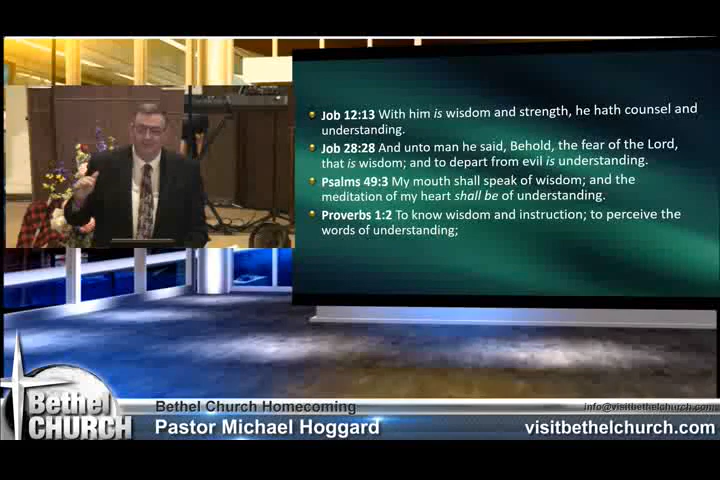 Job 12:13 With him is wisdom and strength, he hath counsel and
understanding.
Job 28:28 And unto man he said, Behold, the fear of the Lord,
that is wisdom; and to depart from evil is understanding.
Psalms 49:3 My mouth shall speak of wisdom; and the
meditation of my heart shall be of understanding.
Proverbs 1:2 To know wisdom and instruction; to perceive the
words of understanding;
Bethel
CHURCH
Bethel Church Homecoming
info@visitbethelchurch.com
Pastor Michael Hoggard
visitbethelchurch.com